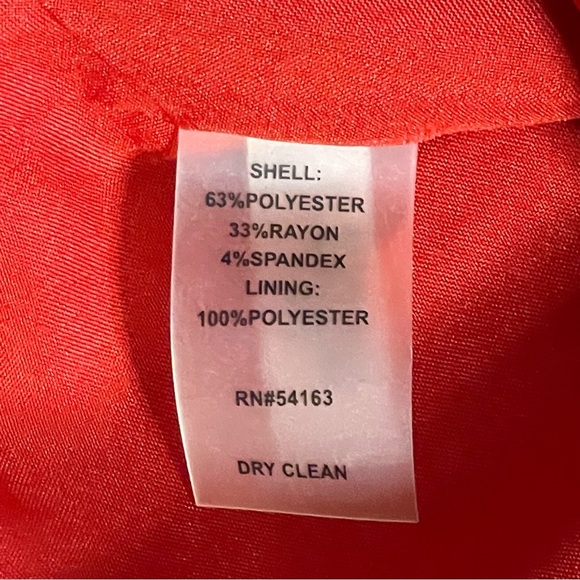 SHELL:
63%POLYESTER
33%RAYON
4%SPANDEX
LINING:
100%POLYESTER
RN#54163
DRY CLEAN